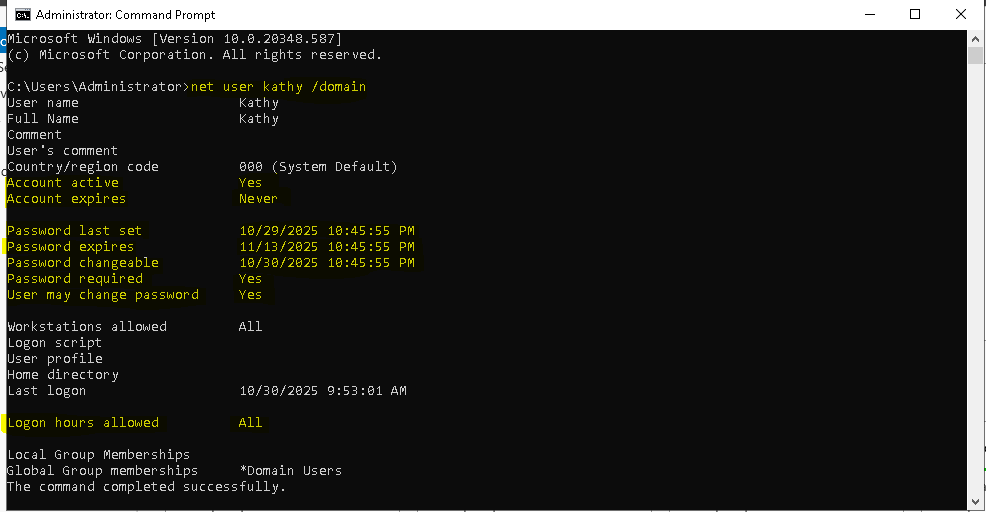 Administrator: Command Prompt
Microsoft Windows [Version 10.0.20348.587]
(c) Microsoft Corporation. All rights reserved.
C:\Users\Administrator>net user kathy /domain
User name Kathy
Full Name Kathy
Comment
User's comment
Country/region code 000 (System Default)
Account active Yes
Account expires Never
Password last set 10/29/2025 10:45:55 PM
Password expires 11/13/2025 10:45:55 PM
Password changeable 10/30/2025 10:45:55 PM
Password required Yes
User may change password Yes
Workstations allowed All
Logon script
User profile
Home directory
Last logon 10/30/2025 9:53:01 AM
Logon hours allowed All
Local Group Memberships
Global Group memberships *Domain Users
The command completed successfully.